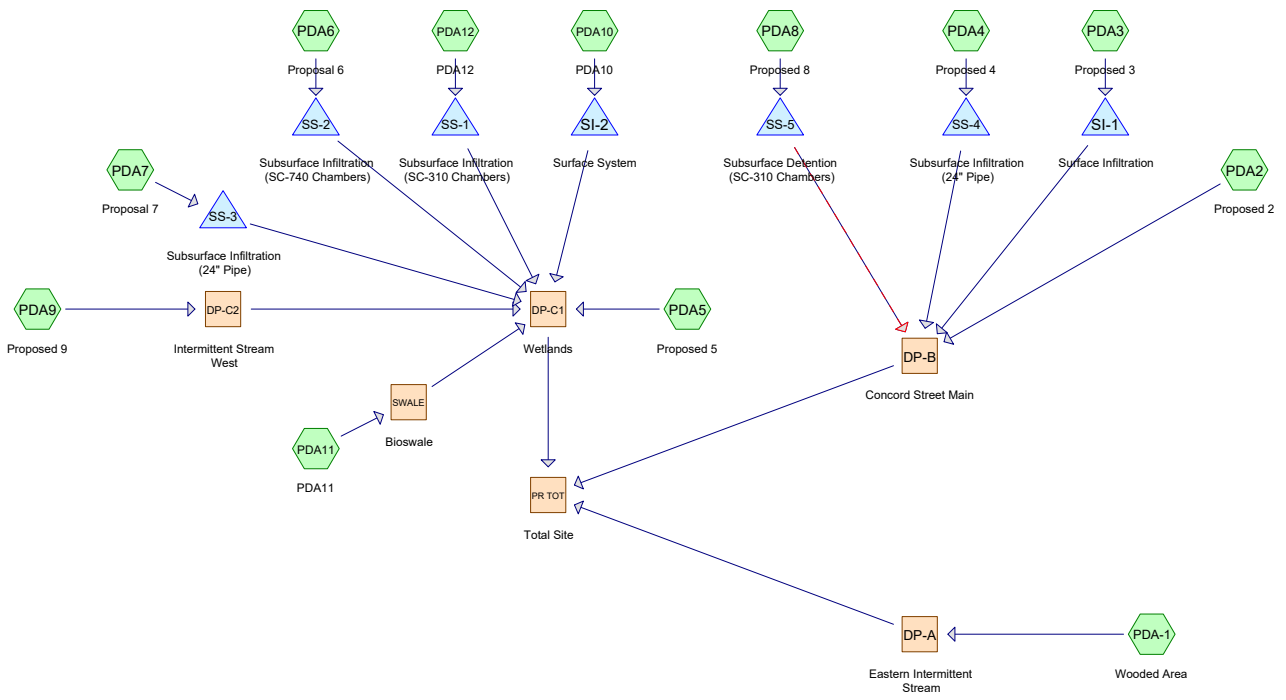 PDA6
PDA12
PDA10
PDA8
PDA4
PDA3
Proposal 6
PDA12
PDA10
Proposed 8
Proposed 4
Proposed 3
SS-2
SS-1
SI-2
SS-5
SS-4
SI-1
Subsurface Infiltration
(SC-740 Chambers)
Subsurface Infiltration
(SC-310 Chambers)
Surface System
Subsurface Detention
(SC-310 Chambers)
Subsurface Infiltration
(24" Pipe)
Surface Infiltration
PDA7
Proposal 7
PDA2
Proposed 2
SS-3
Subsurface Infiltration
(24" Pipe)
PDA9
Proposed 9
DP-C2
Intermittent Stream
West
DP-C1
Wetlands
PDA5
Proposed 5
DP-B
Concord Street Main
SWALE
Bioswale
PDA11
PDA11
PR TOT
Total Site
DP-A
Eastern Intermittent
Stream
PDA-1
Wooded Area